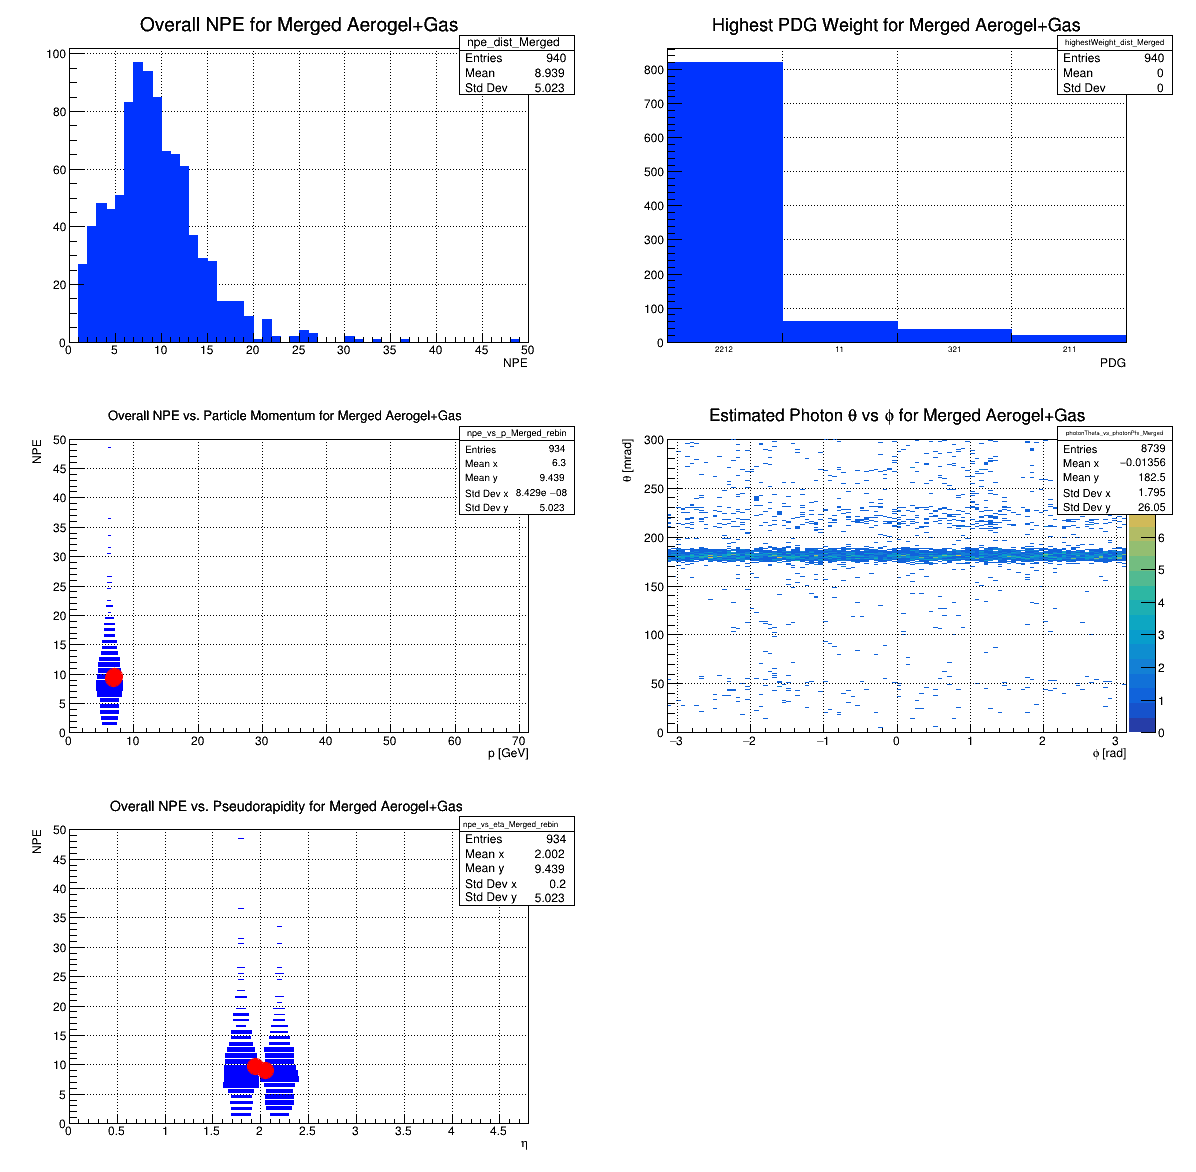 Overall NPE for Merged Aerogel+Gas
npe_dist_Merged
Entries 940
Mean 8.939
Std Dev 5.023
100
80
60
40
20
0
0 5 10 15 20 25 30 35 40 45 50
NPE
Highest PDG Weight for Merged Aerogel+Gas
highestWeight_dist_Merged
Entries 940
Mean 0
Std Dev 0
800
700
600
500
400
300
200
100
0
2212 11 321 211
PDG
Overall NPE vs. Particle Momentum for Merged Aerogel+Gas
npe_vs_p_Merged_rebin
Entries 934
Mean x 6.3
Mean y 9.439
Std Dev x 8.429e −08
Std Dev y 5.023
NPE
50
45
40
35
30
25
20
15
10
5
0
0 10 20 30 40 50 60 70
p [GeV]
Estimated Photon θ vs ϕ for Merged Aerogel+Gas
photonTheta_vs_photonPhi_Merged
Entries 8739
Mean x −0.01356
Mean y 182.5
Std Dev x 1.795
Std Dev y 26.05
θ [mrad]
300
250
200
150
100
50
0
−3 −2 −1 0 1 2 3
ϕ [rad]
6
5
4
3
2
1
0
Overall NPE vs. Pseudorapidity for Merged Aerogel+Gas
npe_vs_eta_Merged_rebin
Entries 934
Mean x 2.002
Mean y 9.439
Std Dev x 0.2
Std Dev y 5.023
NPE
50
45
40
35
30
25
20
15
10
5
0
0 0.5 1 1.5 2 2.5 3 3.5 4 4.5
η